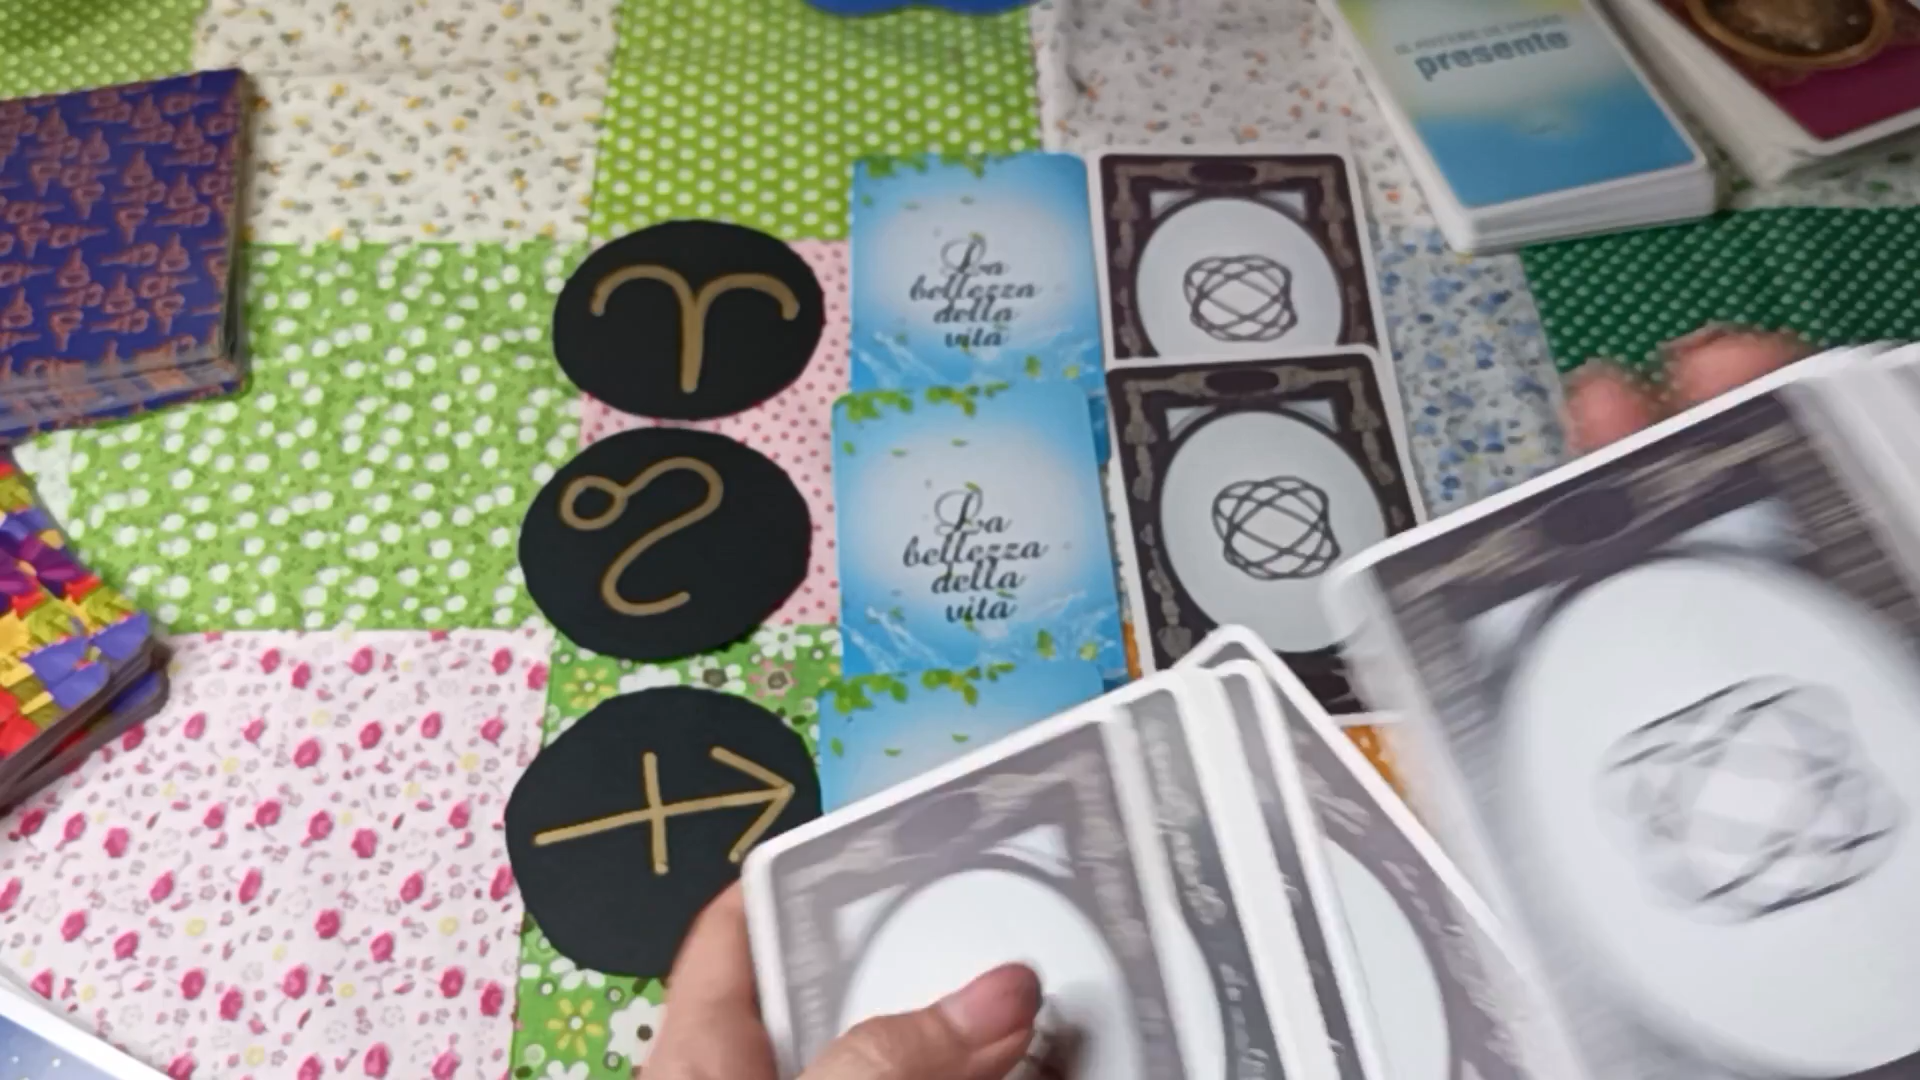 presente
La
bellezza
della
vita
La
bellezza
della
vita